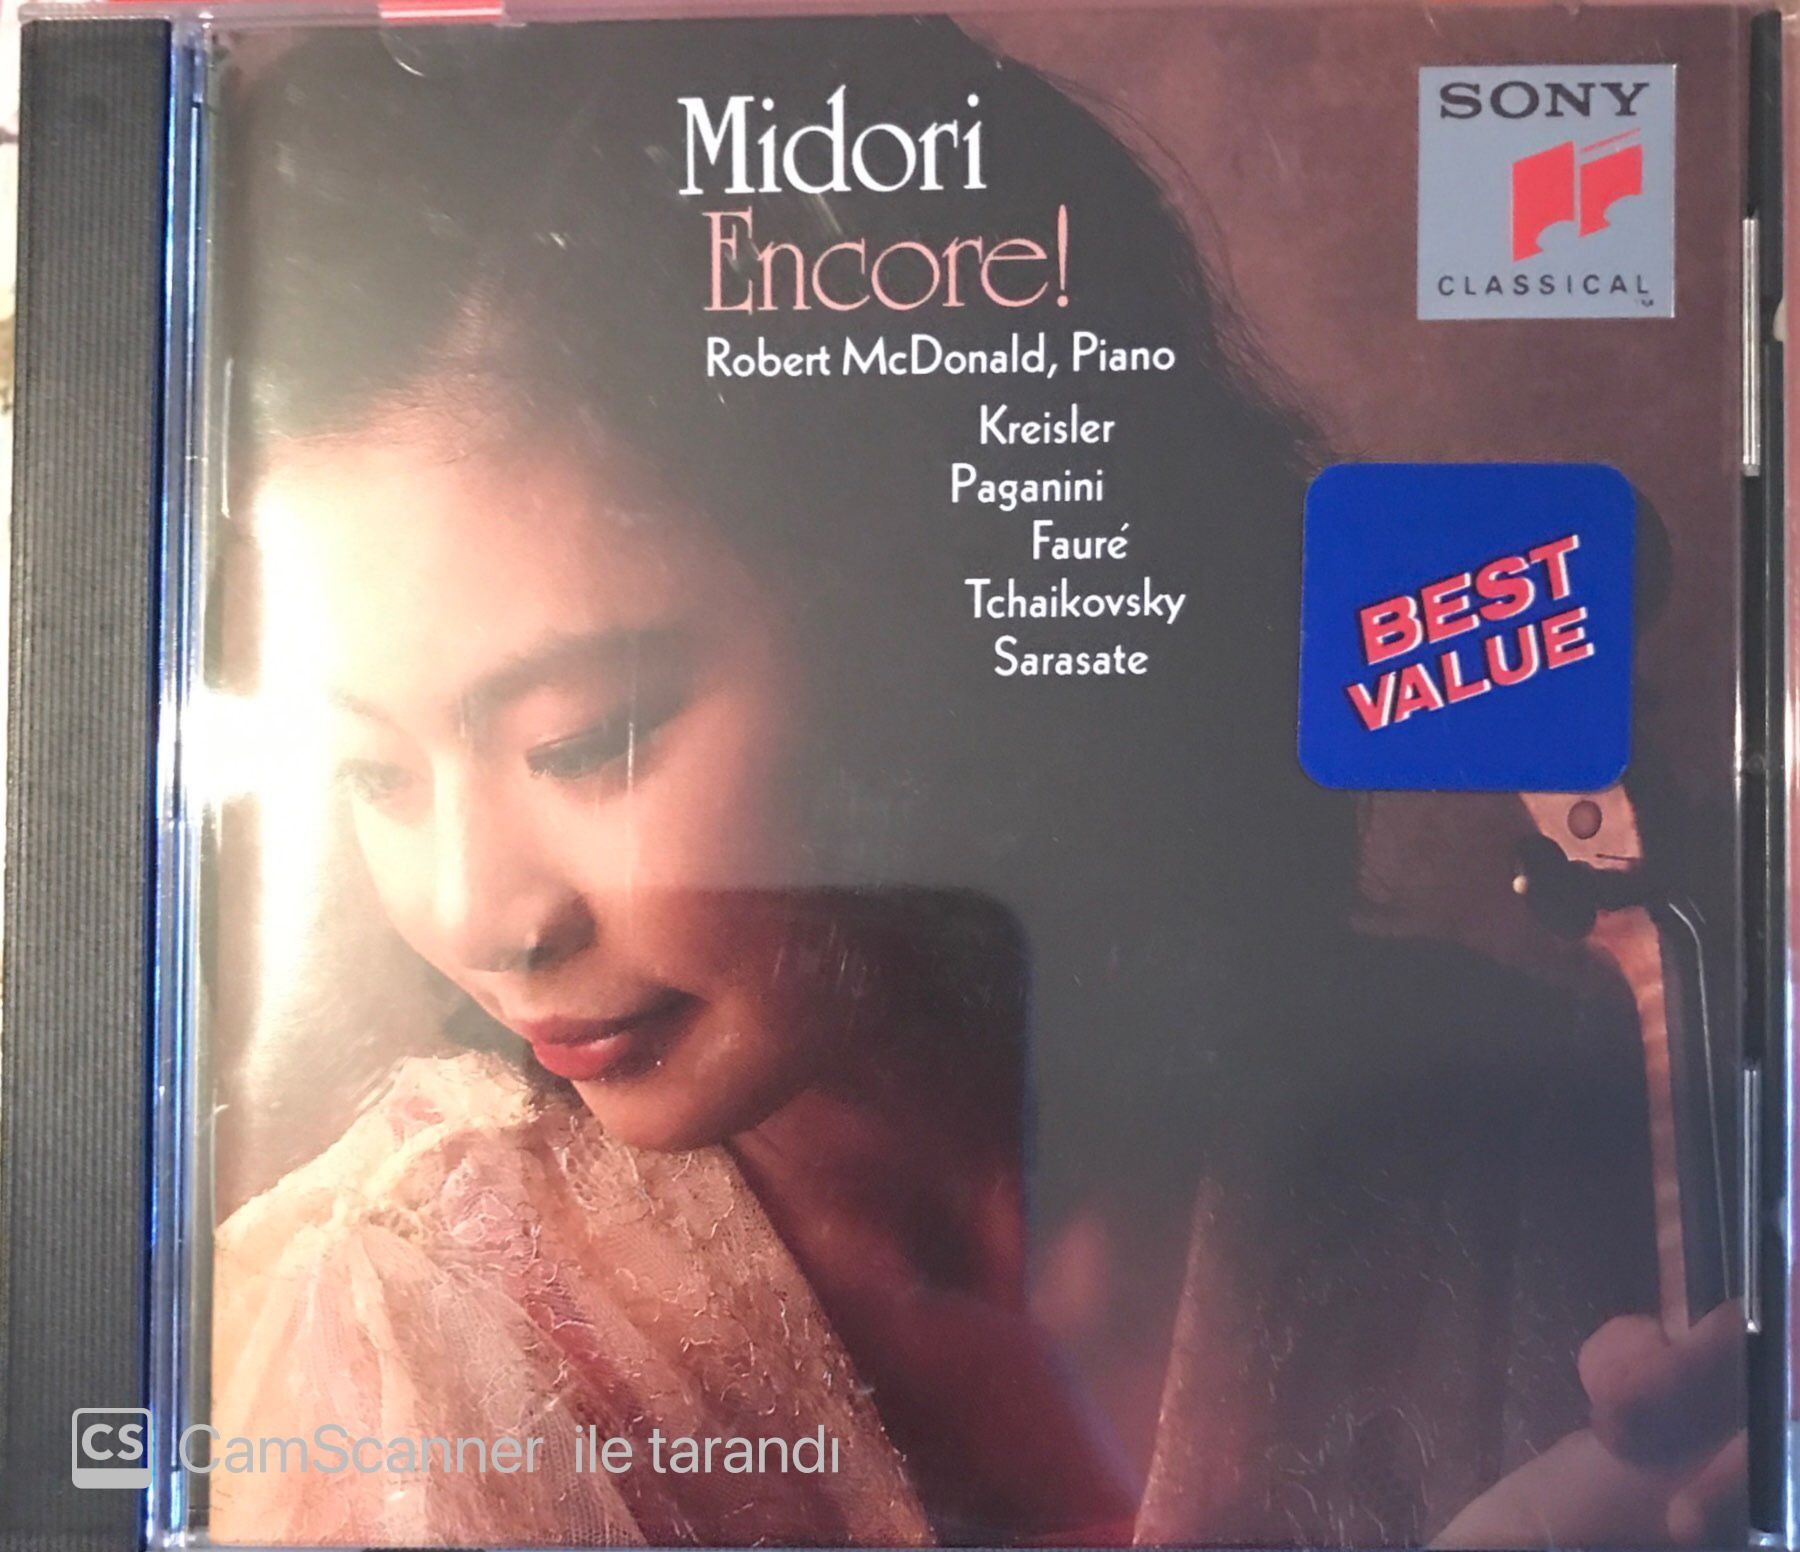 Midori
Encore!
Robert McDonald, Piano
Kreisler
Paganini
Fauré
Tchaikovsky
Sarasate
SONY
CLASSICAL
BEST
VALUE
CS CamScanner ile tarandı